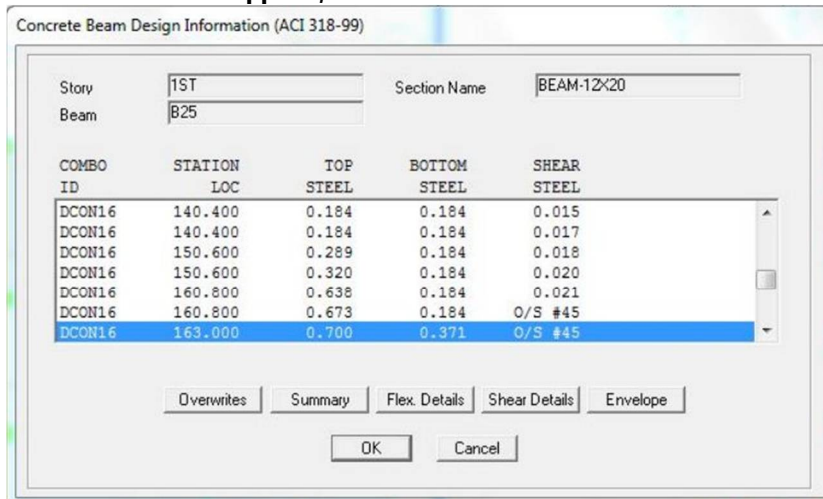 Concrete Beam Design Information (ACI 318-99)
Story 1ST Section Name BEAM-12X20
Beam B25
COMBO STATION TOP BOTTOM SHEAR
ID LOC STEEL STEEL STEEL
DCON16 140.400 0.184 0.184 0.015
DCON16 140.400 0.184 0.184 0.017
DCON16 150.600 0.289 0.184 0.018
DCON16 150.600 0.320 0.184 0.020
DCON16 160.800 0.638 0.184 0.021
DCON16 160.800 0.673 0.184 O/S #45
DCON16 163.000 0.700 0.371 O/S #45
Overwrites Summary Flex. Details Shear Details Envelope
OK Cancel